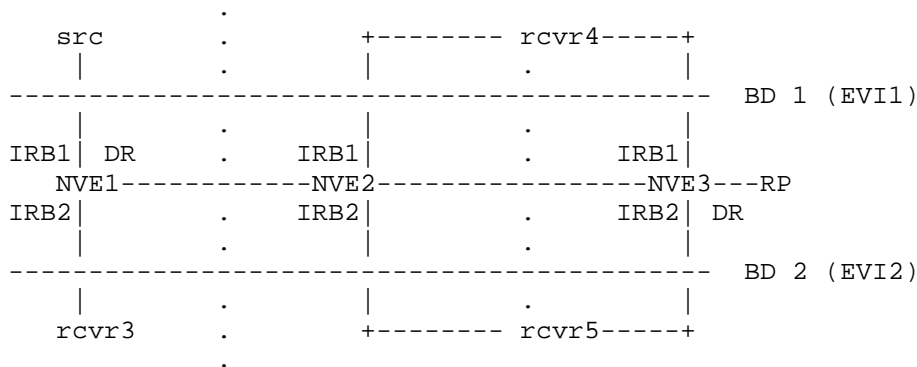 src rcvr4
BD 1 (EVI1)
IRB1 DR IRB1 IRB1
NVE1 NVE2 NVE3 RP
IRB2 IRB2 IRB2 DR
BD 2 (EVI2)
rcvr3 rcvr5